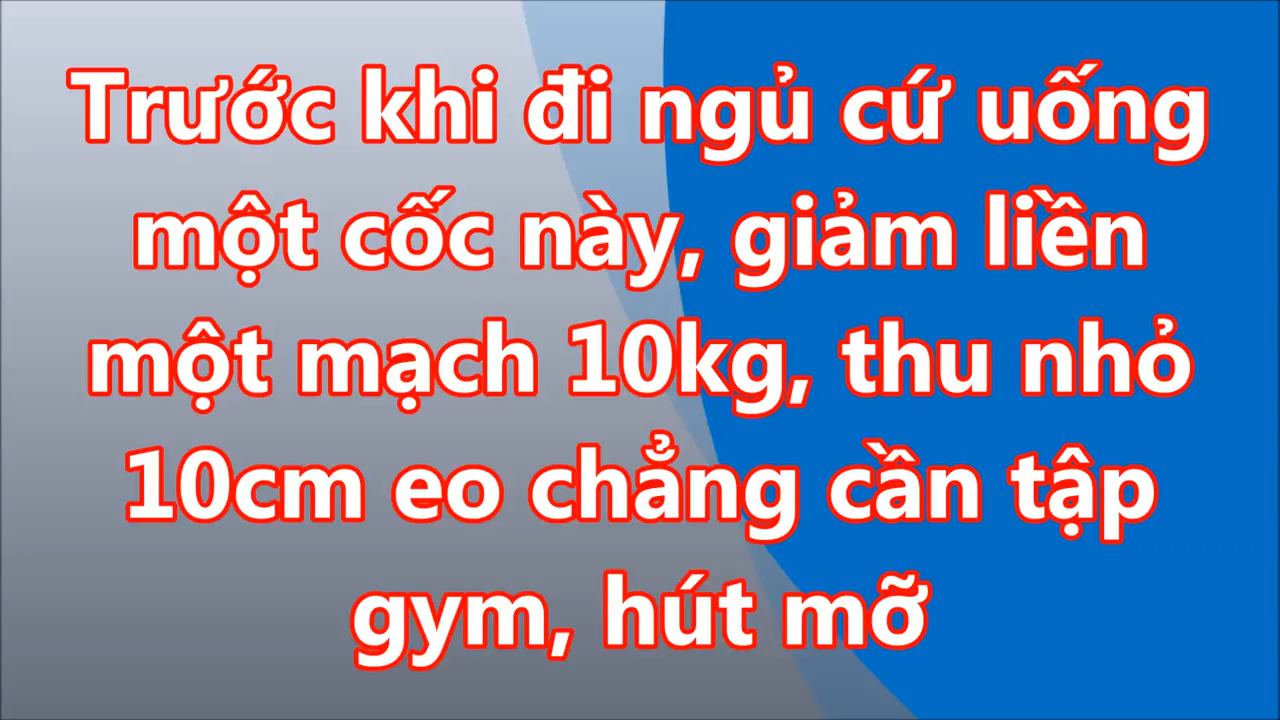 Trước khi đi ngủ cứ uống
một cốc này, giảm liền
một mạch 10kg, thu nhỏ
10cm eo chẳng cần tập
gym, hút mỡ